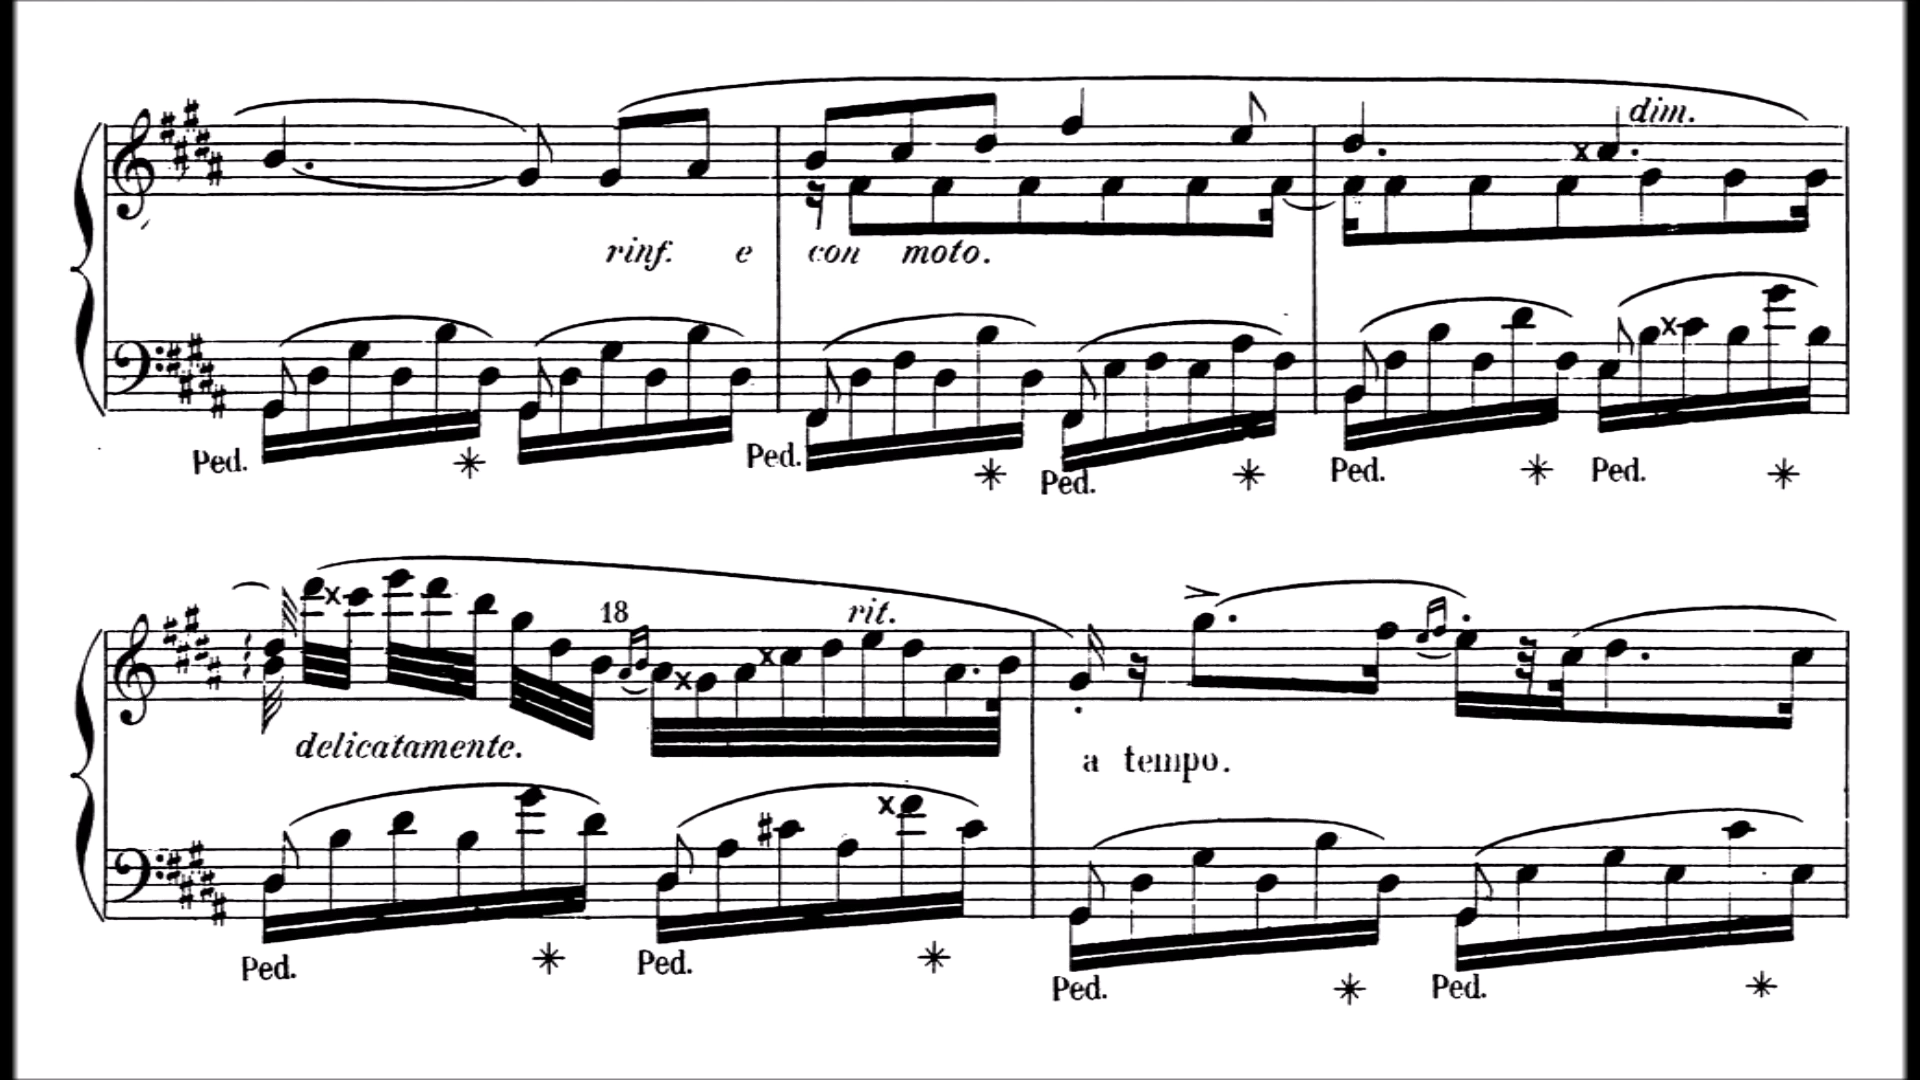 dim.
rinf. e con moto.
Ped. Ped. Ped. Ped. Ped.
18 rit.
delicatamente.
a tempo.
Ped. Ped. Ped. Ped.